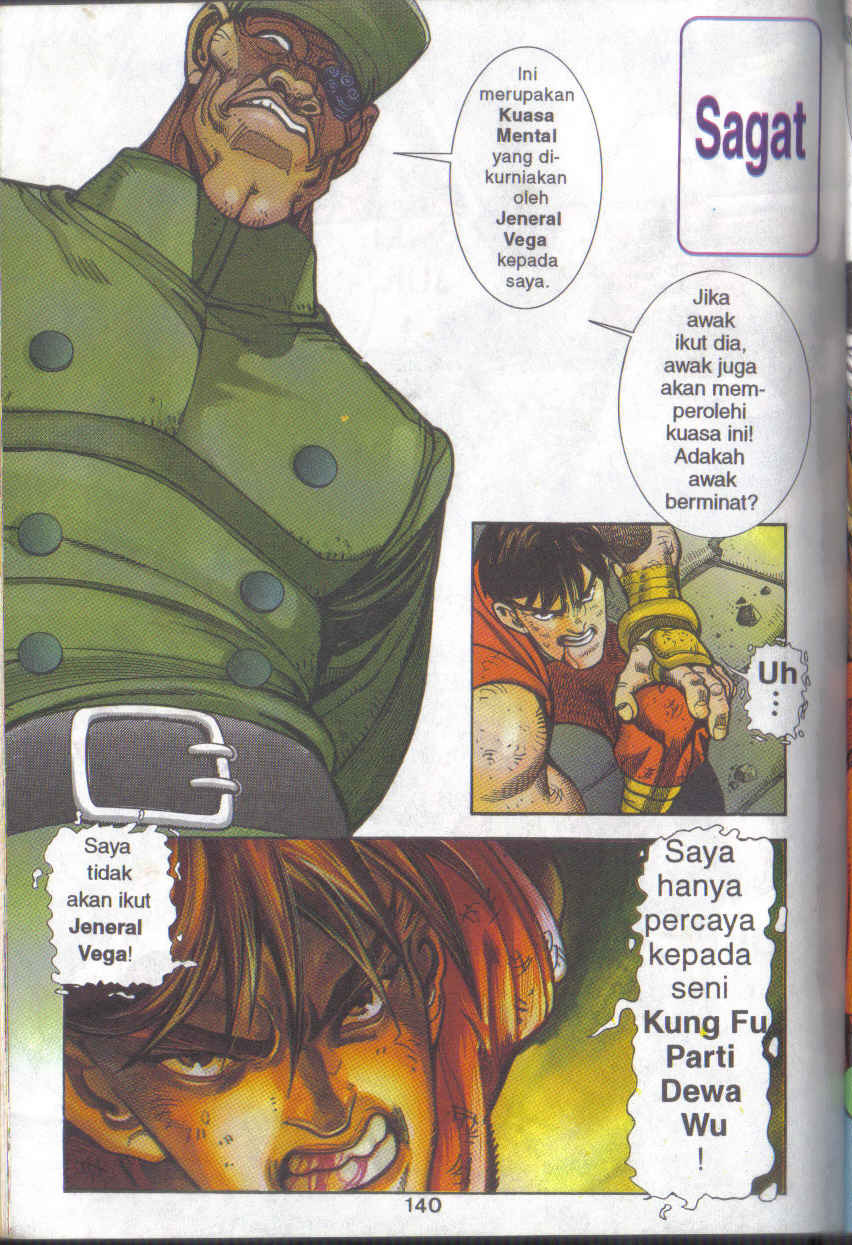 Sagat
Ini
merupakan
Kuasa
Mental
yang di-
kurniakan
oleh
Jeneral
Vega
kepada
saya.
Jika
awak
ikut dia,
awak juga
akan mem-
perolehi
kuasa ini!
Adakah
awak
berminat?
Uh
...
Saya
tidak
akan ikut
Jeneral
Vega!
Saya
hanya
percaya
kepada
seni
Kung Fu
Parti
Dewa
Wu
!
140